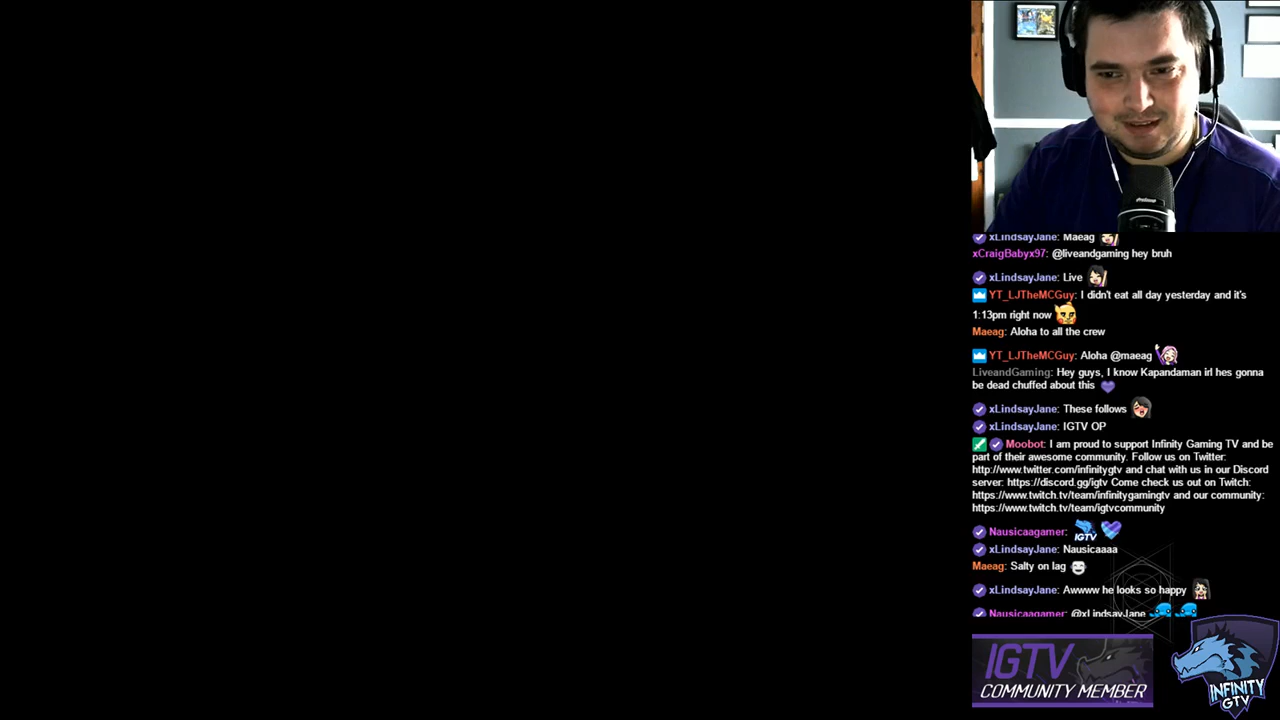 xLindsayJane: Maeag
xCraigBabyx97: @liveandgaming hey bruh
xLindsayJane: Live
YT_LJTheMCGuy: I didn't eat all day yesterday and it's
1:13pm right now
Maeag: Aloha to all the crew
YT_LJTheMCGuy: Aloha @maeag
LiveandGaming: Hey guys, I know Kapandaman irl hes gonna
be dead chuffed about this
xLindsayJane: These follows
xLindsayJane: IGTV OP
Moobot: I am proud to support Infinity Gaming TV and be
part of their awesome community. Follow us on Twitter:
http://www.twitter.com/infinitygtv and chat with us in our Discord
server: https://discord.gg/igtv Come check us out on Twitch:
https://www.twitch.tv/team/infinitygamingtv and our community:
https://www.twitch.tv/team/igtvcommunity
Nausicaagamer: IGTV
xLindsayJane: Nausicaaaa
Maeag: Salty on lag
xLindsayJane: Awwww he looks so happy
Nausicaagamer: @xLindsayJane
IGTV
COMMUNITY MEMBER
INFINITY
GTV